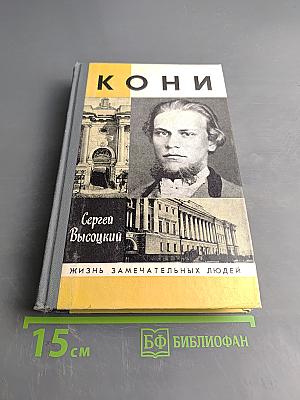 КОНИ
Сергей
Высоцкий
ЖИЗНЬ ЗАМЕЧАТЕЛЬНЫХ ЛЮДЕЙ
15 см
БФ БИБЛИОФАН